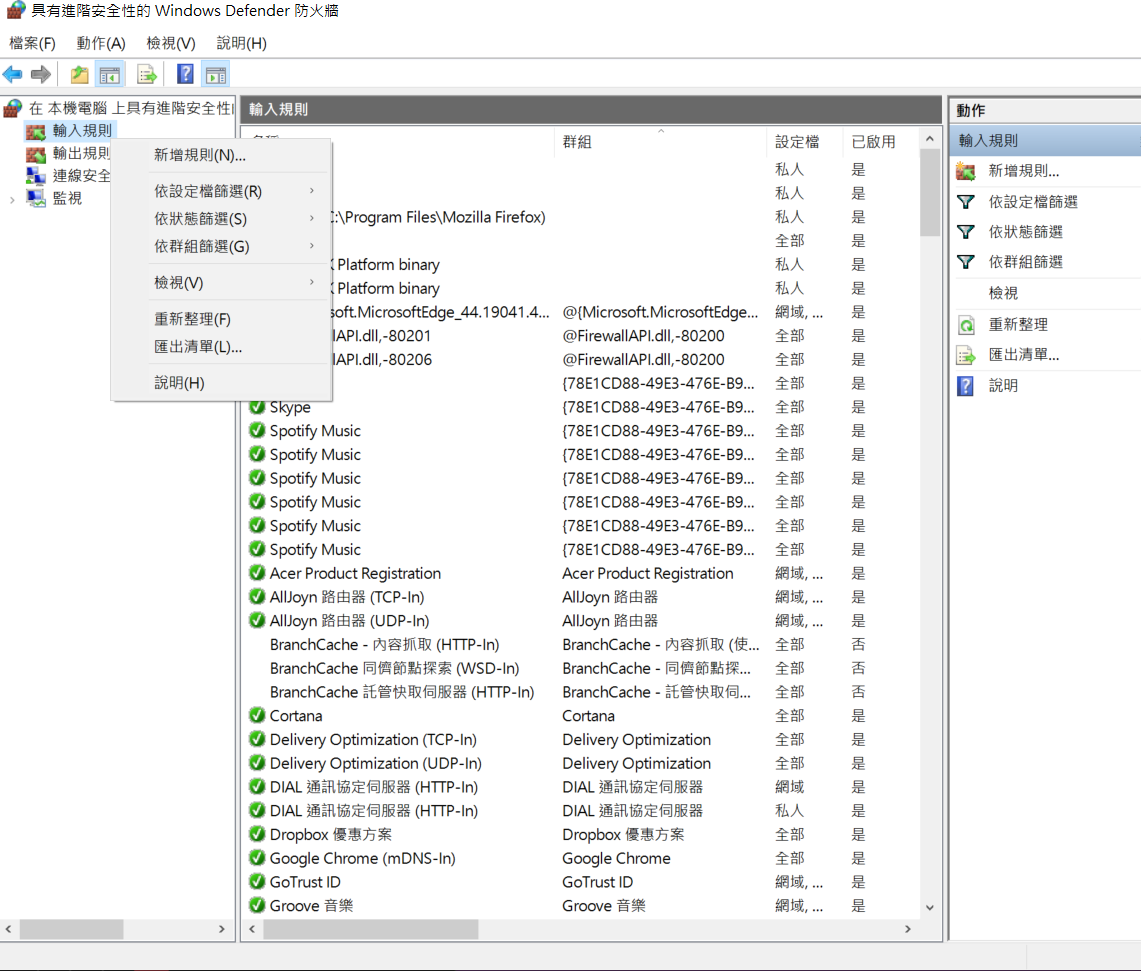 具有進階安全性的 Windows Defender 防火牆
檔案(F) 動作(A) 檢視(V) 說明(H)
在 本機電腦 上具有進階安全性
輸入規則
輸出規則
連線安全
監視
新增規則(N)...
依設定檔篩選(R)
依狀態篩選(S)
依群組篩選(G)
檢視(V)
重新整理(F)
匯出清單(L)...
說明(H)
輸入規則
群組 設定檔 已啟用
私人 是
私人 是
:\Program Files\Mozilla Firefox) 私人 是
全部 是
Platform binary 私人 是
Platform binary 私人 是
soft.MicrosoftEdge_44.19041.4... @{Microsoft.MicrosoftEdge... 網域, ... 是
lAPI.dll,-80201 @FirewallAPI.dll,-80200 全部 是
lAPI.dll,-80206 @FirewallAPI.dll,-80200 全部 是
{78E1CD88-49E3-476E-B9... 全部 是
Skype {78E1CD88-49E3-476E-B9... 全部 是
Spotify Music {78E1CD88-49E3-476E-B9... 全部 是
Spotify Music {78E1CD88-49E3-476E-B9... 全部 是
Spotify Music {78E1CD88-49E3-476E-B9... 全部 是
Spotify Music {78E1CD88-49E3-476E-B9... 全部 是
Spotify Music {78E1CD88-49E3-476E-B9... 全部 是
Spotify Music {78E1CD88-49E3-476E-B9... 全部 是
Acer Product Registration Acer Product Registration 網域, ... 是
AllJoyn 路由器 (TCP-In) AllJoyn 路由器 網域, ... 是
AllJoyn 路由器 (UDP-In) AllJoyn 路由器 網域, ... 是
BranchCache - 內容抓取 (HTTP-In) BranchCache - 內容抓取 (使... 全部 否
BranchCache 同儕節點探索 (WSD-In) BranchCache - 同儕節點探... 全部 否
BranchCache 託管快取伺服器 (HTTP-In) BranchCache - 託管快取伺... 全部 否
Cortana Cortana 全部 是
Delivery Optimization (TCP-In) Delivery Optimization 全部 是
Delivery Optimization (UDP-In) Delivery Optimization 全部 是
DIAL 通訊協定伺服器 (HTTP-In) DIAL 通訊協定伺服器 網域 是
DIAL 通訊協定伺服器 (HTTP-In) DIAL 通訊協定伺服器 私人 是
Dropbox 優惠方案 Dropbox 優惠方案 全部 是
Google Chrome (mDNS-In) Google Chrome 全部 是
GoTrust ID GoTrust ID 網域, ... 是
Groove 音樂 Groove 音樂 網域, ... 是
動作
輸入規則
新增規則...
依設定檔篩選
依狀態篩選
依群組篩選
檢視
重新整理
匯出清單...
說明